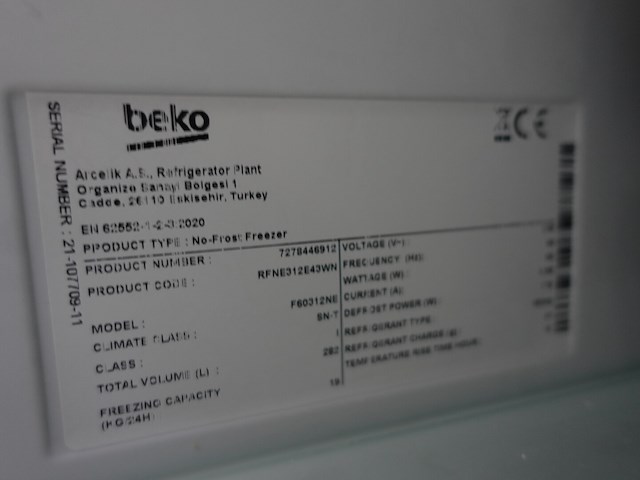 beko
Arcelik A.S., Refrigerator Plant
Organize Sanayi Bolgesi 1
Cadde, 26110 Eskisehir, Turkey
EN 62552-1-2-3:2020
PRODUCT TYPE : No-Frost Freezer
PRODUCT NUMBER : 7278446912
PRODUCT CODE : RFNE312E43WN
MODEL : F60312NE
CLIMATE CLASS : SN-T
CLASS : I
TOTAL VOLUME (L) : 282
FREEZING CAPACITY
(KG/24H) 18
VOLTAGE (V~) :
FREQUENCY (Hz) :
WATTAGE (W) :
CURRENT (A) :
DEFROST POWER (W) :
REFRIGERANT TYPE :
REFRIGERANT CHARGE (g) :
TEMPERATURE RISE TIME HOUR :
CE
SERIAL NUMBER : 21-107709-11